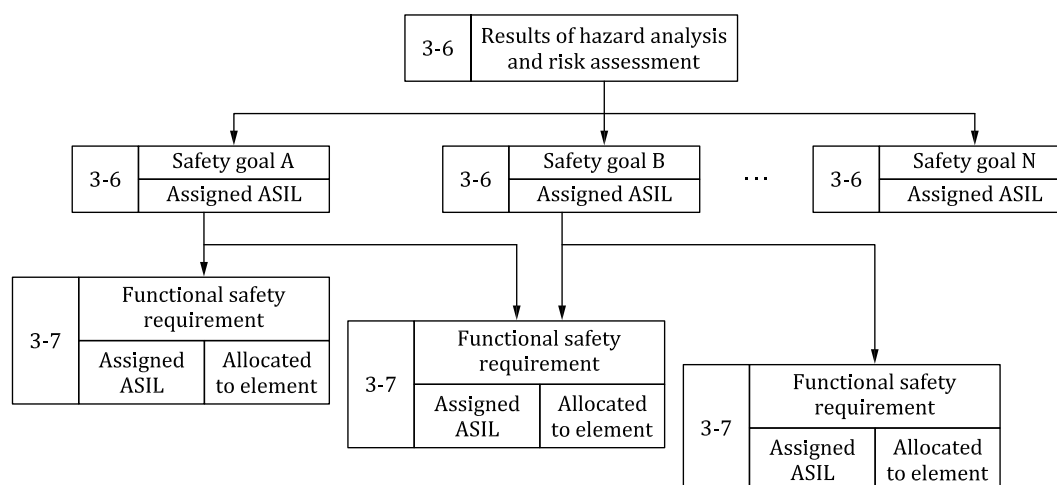 3-6
Results of hazard analysis
and risk assessment
3-6
Safety goal A
Assigned ASIL
3-6
Safety goal B
Assigned ASIL
...
3-6
Safety goal N
Assigned ASIL
3-7
Functional safety
requirement
Assigned
ASIL
Allocated
to element
3-7
Functional safety
requirement
Assigned
ASIL
Allocated
to element
3-7
Functional safety
requirement
Assigned
ASIL
Allocated
to element